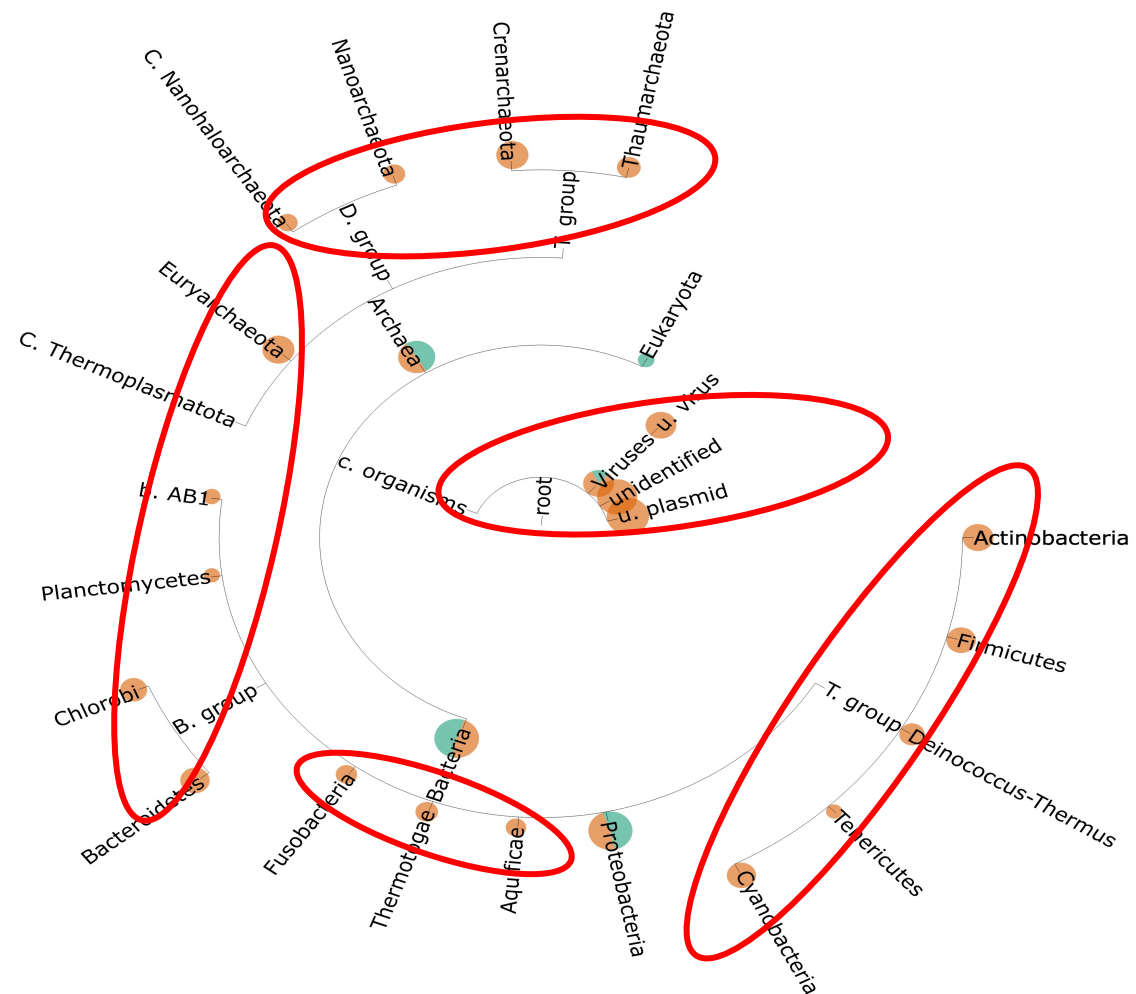 C. Nanohaloarchaeota
Nanoarchaeota
Crenarchaeota
Thaumarchaeota
D. group
T. group
Euryarchaeota
Archaea
Eukaryota
C. Thermoplasmatota
u. virus
Viruses
unidentified
u. plasmid
c. organisms
root
b. AB1
Planctomycetes
Chlorobi
B. group
Bacteroidetes
Bacteria
Fusobacteria
Thermotogae
Aquificae
Proteobacteria
Actinobacteria
Firmicutes
T. group
Deinococcus-Thermus
Tenericutes
Cyanobacteria